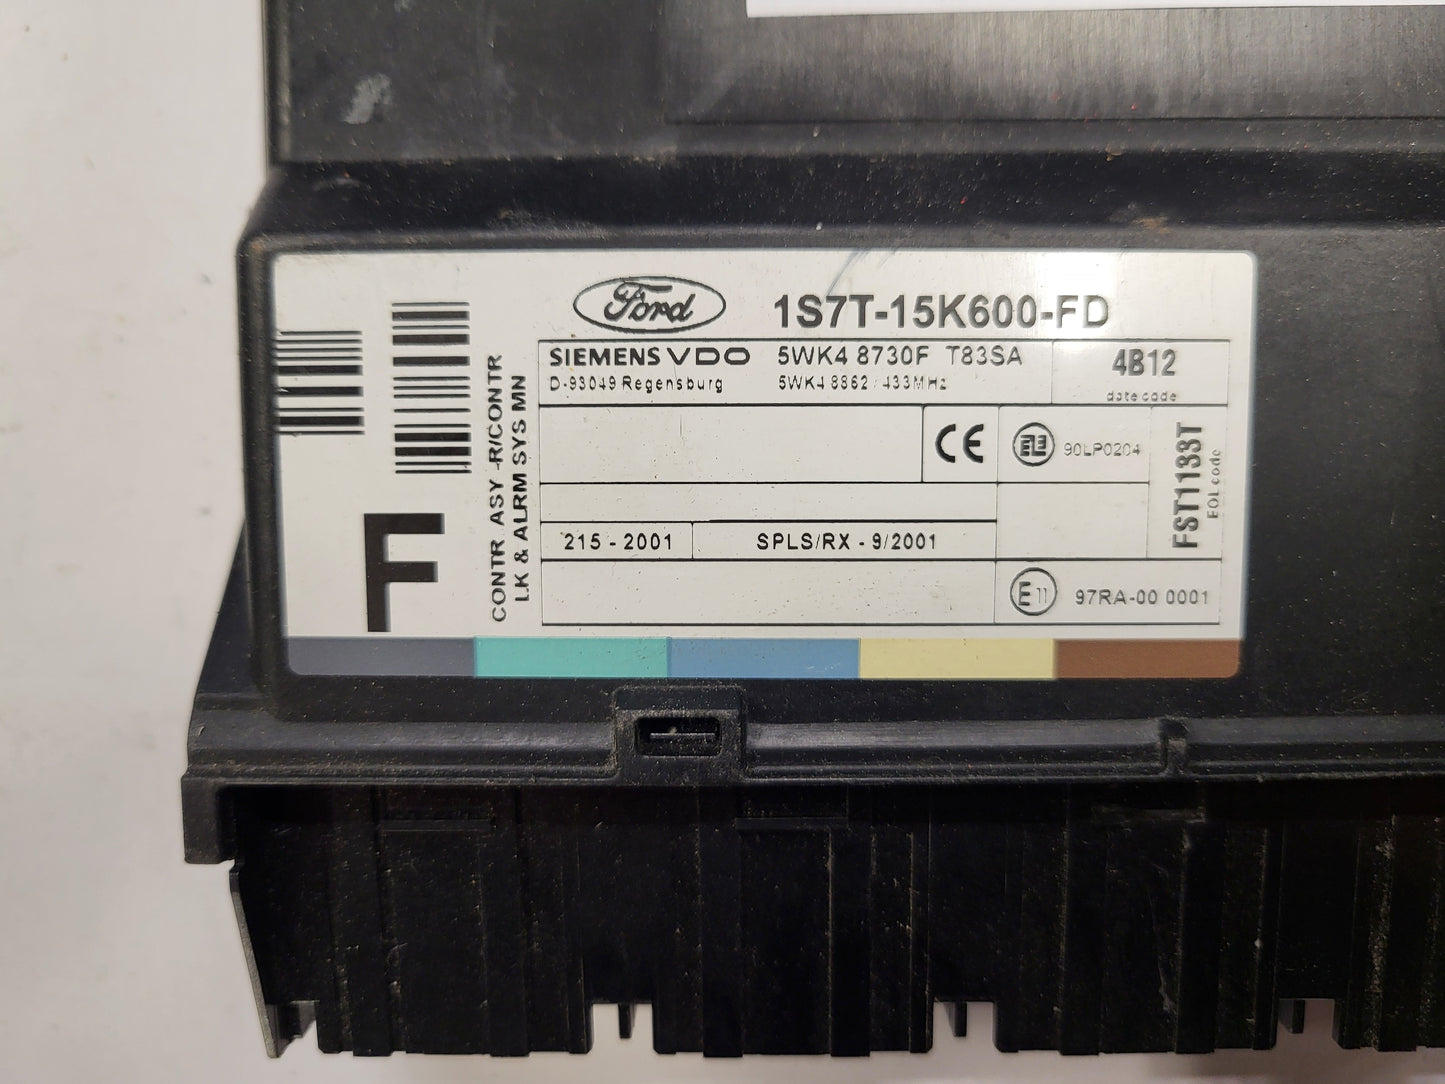 Ford 1S7T-15K600-FD
SIEMENS VDO 5WK4 8730F T83SA
D-93049 Regensburg 5WK4 8862 / 433MHz
4B12
date code
CE
90LP0204
FST1133T
EOL code
215 - 2001 SPLS/RX - 9/2001
E11 97RA-00 0001
CONTR ASY -R/CONTR
LK & ALRM SYS MN
F